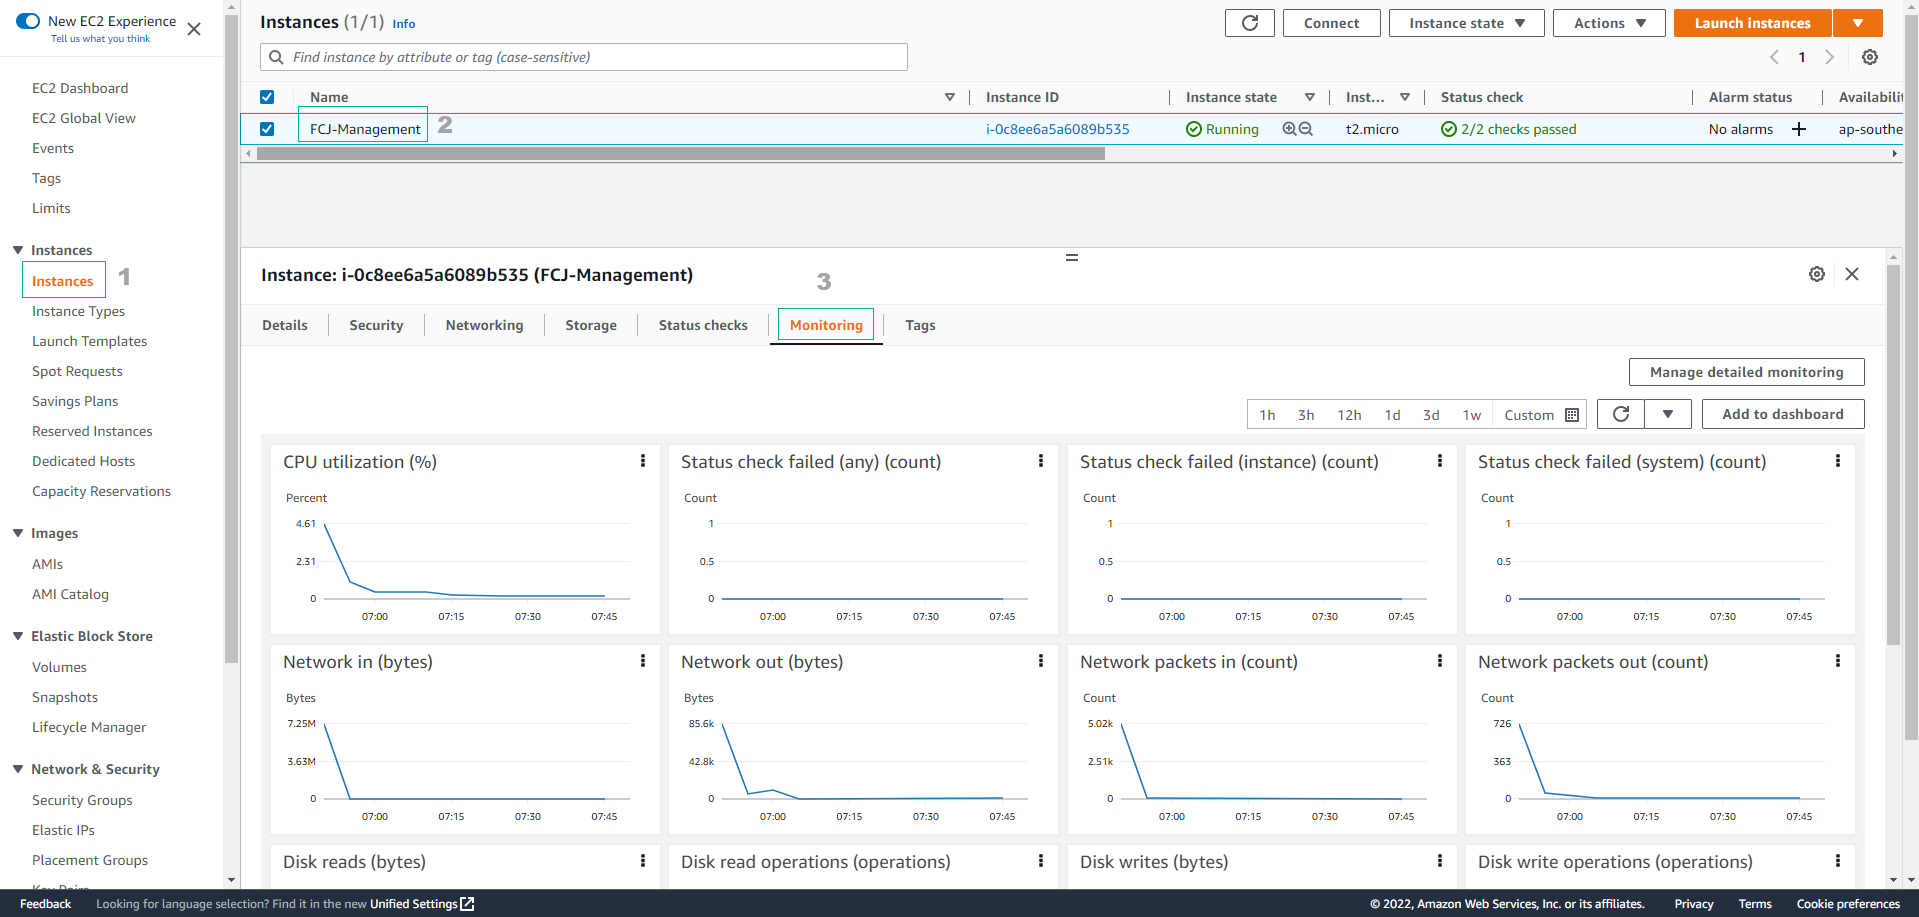 New EC2 Experience
Tell us what you think
EC2 Dashboard
EC2 Global View
Events
Tags
Limits
Instances
Instances
1
Instance Types
Launch Templates
Spot Requests
Savings Plans
Reserved Instances
Dedicated Hosts
Capacity Reservations
Images
AMIs
AMI Catalog
Elastic Block Store
Volumes
Snapshots
Lifecycle Manager
Network & Security
Security Groups
Elastic IPs
Placement Groups
Instances (1/1) Info
Connect
Instance state
Actions
Launch instances
Find instance by attribute or tag (case-sensitive)
1
Name Instance ID Instance state Inst... Status check Alarm status Availabilit
FCJ-Management 2 i-0c8ee6a5a6089b535 Running t2.micro 2/2 checks passed No alarms + ap-southe
Instance: i-0c8ee6a5a6089b535 (FCJ-Management)
3
Details Security Networking Storage Status checks Monitoring Tags
Manage detailed monitoring
1h 3h 12h 1d 3d 1w Custom
Add to dashboard
CPU utilization (%)
Percent
4.61
2.31
0
07:00 07:15 07:30 07:45
Status check failed (any) (count)
Count
1
0.5
0
07:00 07:15 07:30 07:45
Status check failed (instance) (count)
Count
1
0.5
0
07:00 07:15 07:30 07:45
Status check failed (system) (count)
Count
1
0.5
0
07:00 07:15 07:30 07:45
Network in (bytes)
Bytes
7.25M
3.63M
0
07:00 07:15 07:30 07:45
Network out (bytes)
Bytes
85.6k
42.8k
0
07:00 07:15 07:30 07:45
Network packets in (count)
Count
5.02k
2.51k
0
07:00 07:15 07:30 07:45
Network packets out (count)
Count
726
363
0
07:00 07:15 07:30 07:45
Disk reads (bytes)
Disk read operations (operations)
Disk writes (bytes)
Disk write operations (operations)
Feedback Looking for language selection? Find it in the new Unified Settings
© 2022, Amazon Web Services, Inc. or its affiliates. Privacy Terms Cookie preferences